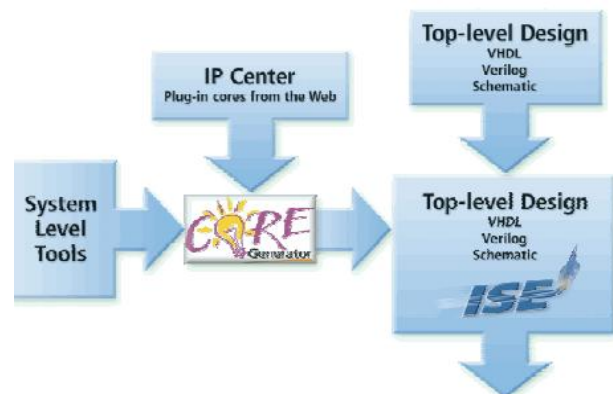 Top-level Design
VHDL
Verilog
Schematic
IP Center
Plug-in cores from the Web
System
Level
Tools
CORE
Generator
Top-level Design
VHDL
Verilog
Schematic
ISE